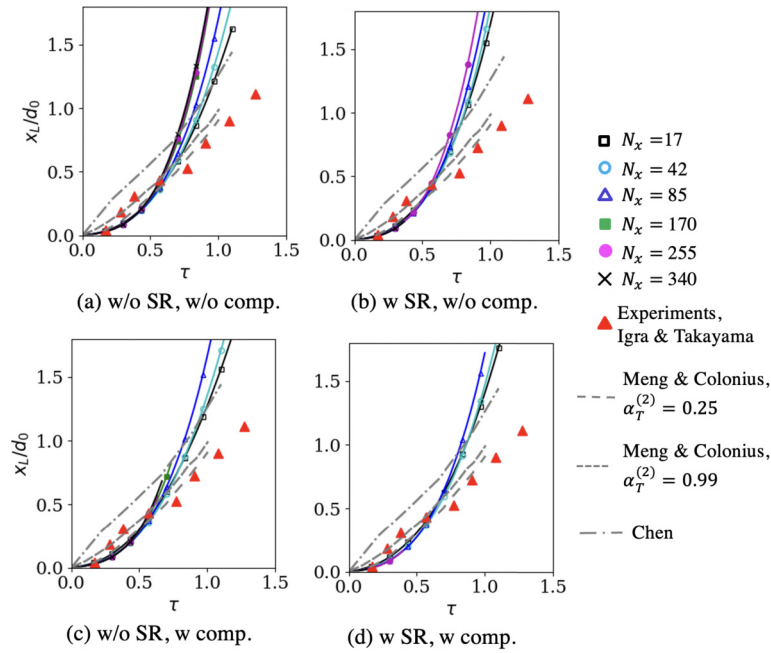 1.5
1.0
0.5
0.0
x_L/d_0
0.0 0.5 1.0 1.5
τ
(a) w/o SR, w/o comp.
1.5
1.0
0.5
0.0
0.0 0.5 1.0 1.5
τ
(b) w SR, w/o comp.
1.5
1.0
0.5
0.0
x_L/d_0
0.0 0.5 1.0 1.5
τ
(c) w/o SR, w comp.
1.5
1.0
0.5
0.0
0.0 0.5 1.0 1.5
τ
(d) w SR, w comp.
N_x = 17
N_x = 42
N_x = 85
N_x = 170
N_x = 255
N_x = 340
Experiments,
Igra & Takayama
Meng & Colonius,
α_T^(2) = 0.25
Meng & Colonius,
α_T^(2) = 0.99
Chen